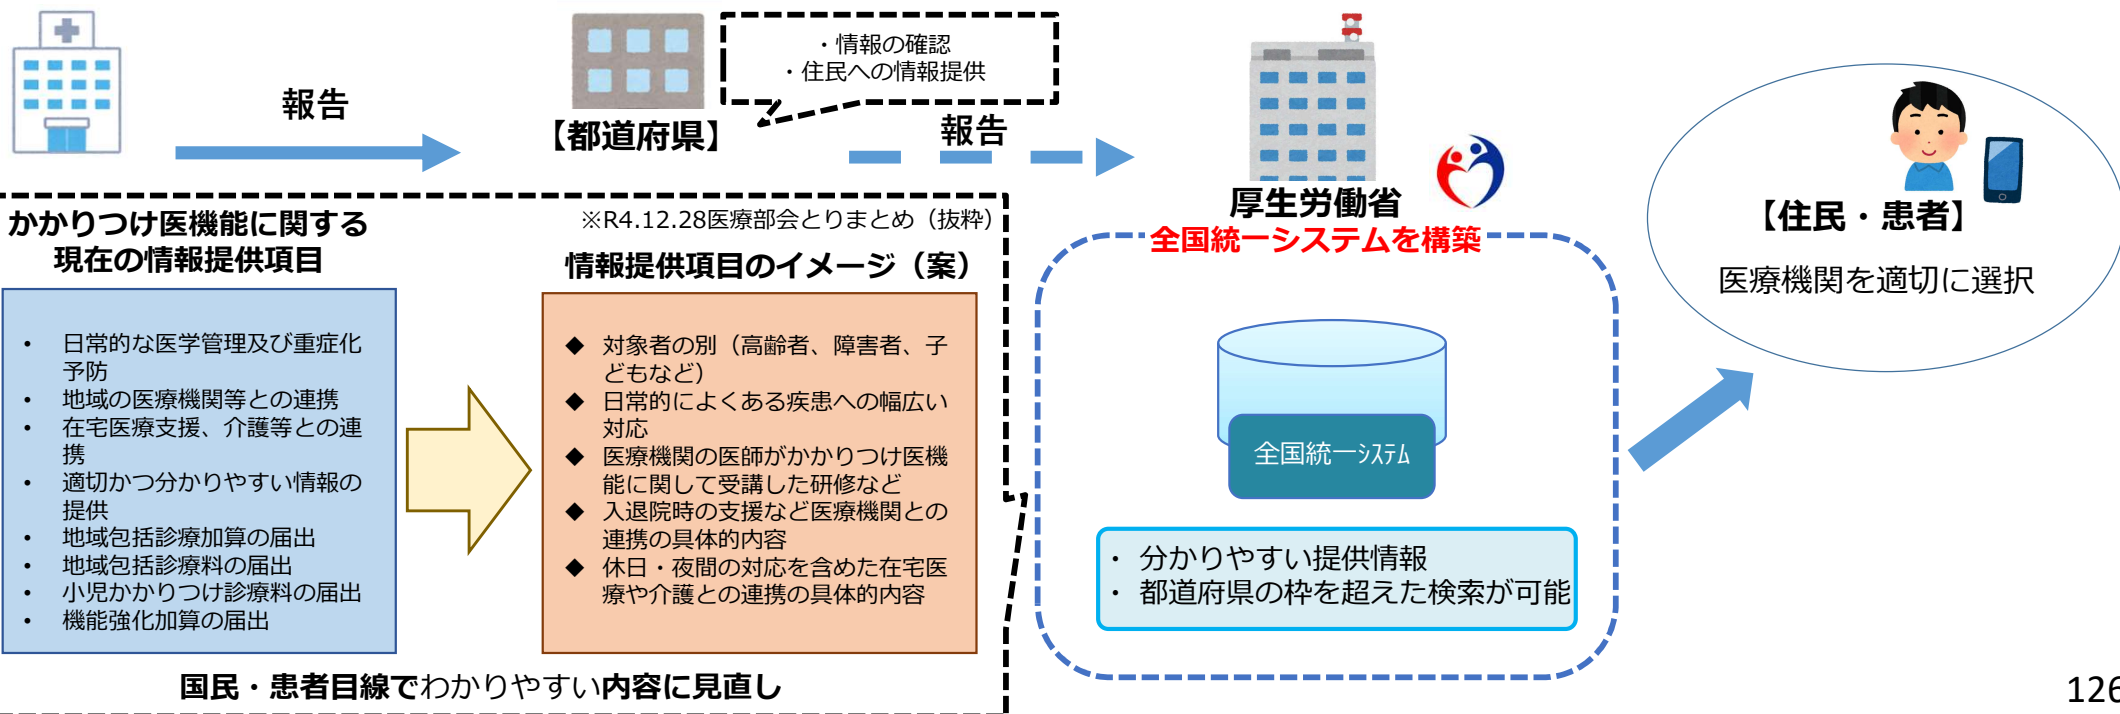 ・情報の確認
・住民への情報提供
報告
【都道府県】
報告
厚生労働省
全国統一システムを構築
【住民・患者】
医療機関を適切に選択
かかりつけ医機能に関する
現在の情報提供項目
※R4.12.28医療部会とりまとめ（抜粋）
情報提供項目のイメージ（案）
• 日常的な医学管理及び重症化
予防
• 地域の医療機関等との連携
• 在宅医療支援、介護等との連
携
• 適切かつ分かりやすい情報の
提供
• 地域包括診療加算の届出
• 地域包括診療料の届出
• 小児かかりつけ診療料の届出
• 機能強化加算の届出
◆ 対象者の別（高齢者、障害者、子
どもなど）
◆ 日常的によくある疾患への幅広い
対応
◆ 医療機関の医師がかかりつけ医機
能に関して受講した研修など
◆ 入退院時の支援など医療機関との
連携の具体的内容
◆ 休日・夜間の対応を含めた在宅医
療や介護との連携の具体的内容
全国統一ｼｽﾃﾑ
・ 分かりやすい提供情報
・ 都道府県の枠を超えた検索が可能
国民・患者目線でわかりやすい内容に見直し
126